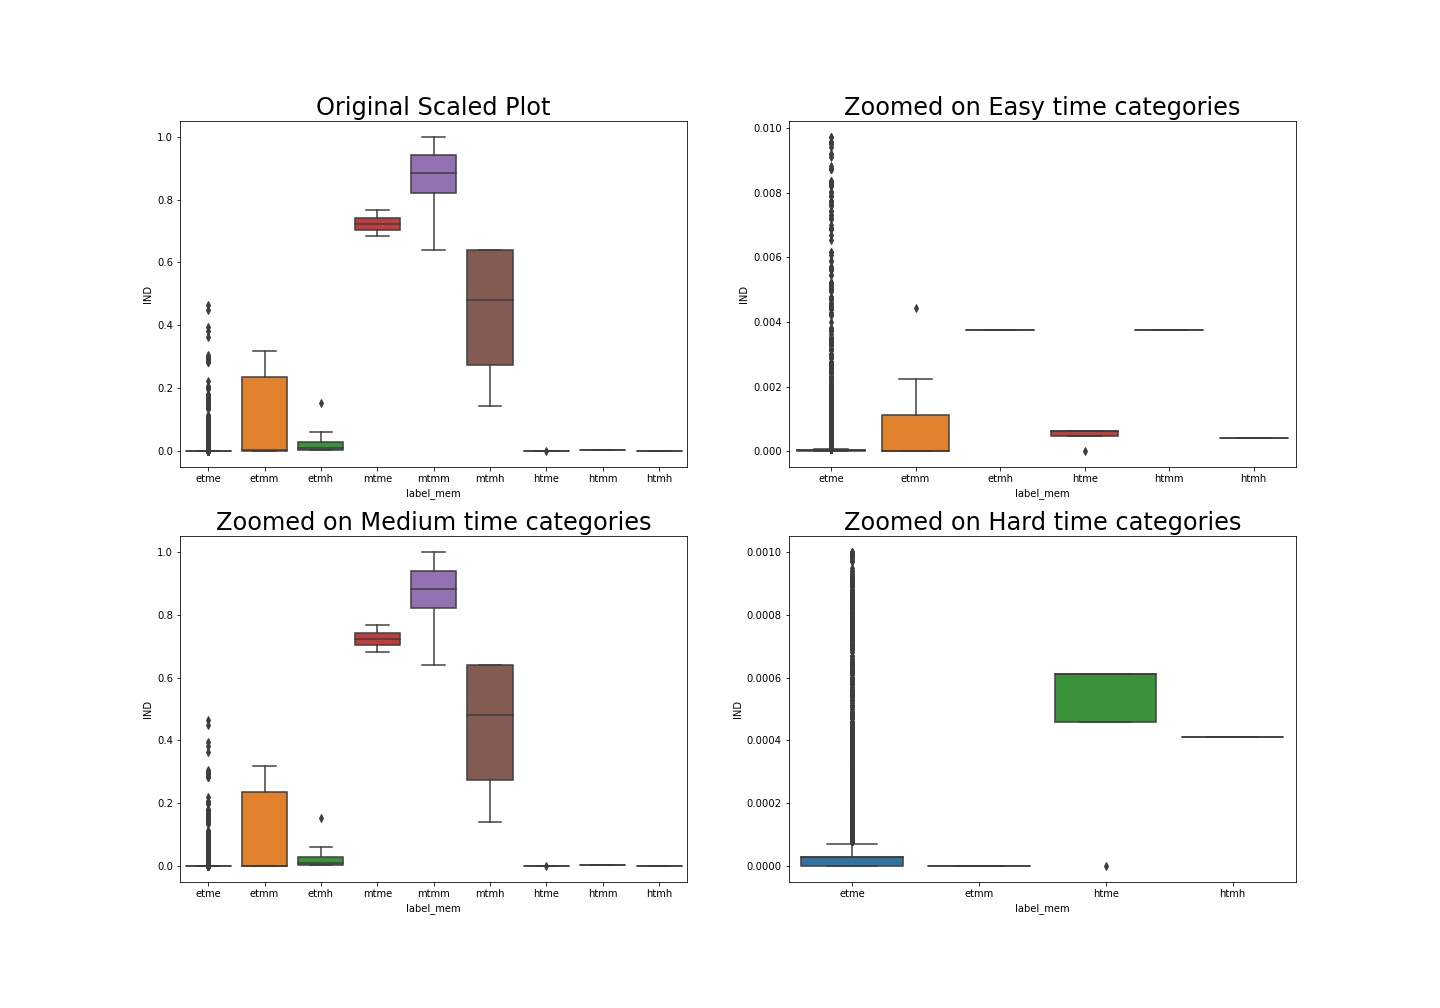 Original Scaled Plot
1.0
0.8
0.6
0.4
0.2
0.0
IND
etme etmm etmh mtme mtmm mtmh htme htmm htmh
label_mem
Zoomed on Easy time categories
0.010
0.008
0.006
0.004
0.002
0.000
IND
etme etmm etmh htme htmm htmh
label_mem
Zoomed on Medium time categories
1.0
0.8
0.6
0.4
0.2
0.0
IND
etme etmm etmh mtme mtmm mtmh htme htmm htmh
label_mem
Zoomed on Hard time categories
0.0010
0.0008
0.0006
0.0004
0.0002
0.0000
IND
etme etmm htme htmh
label_mem